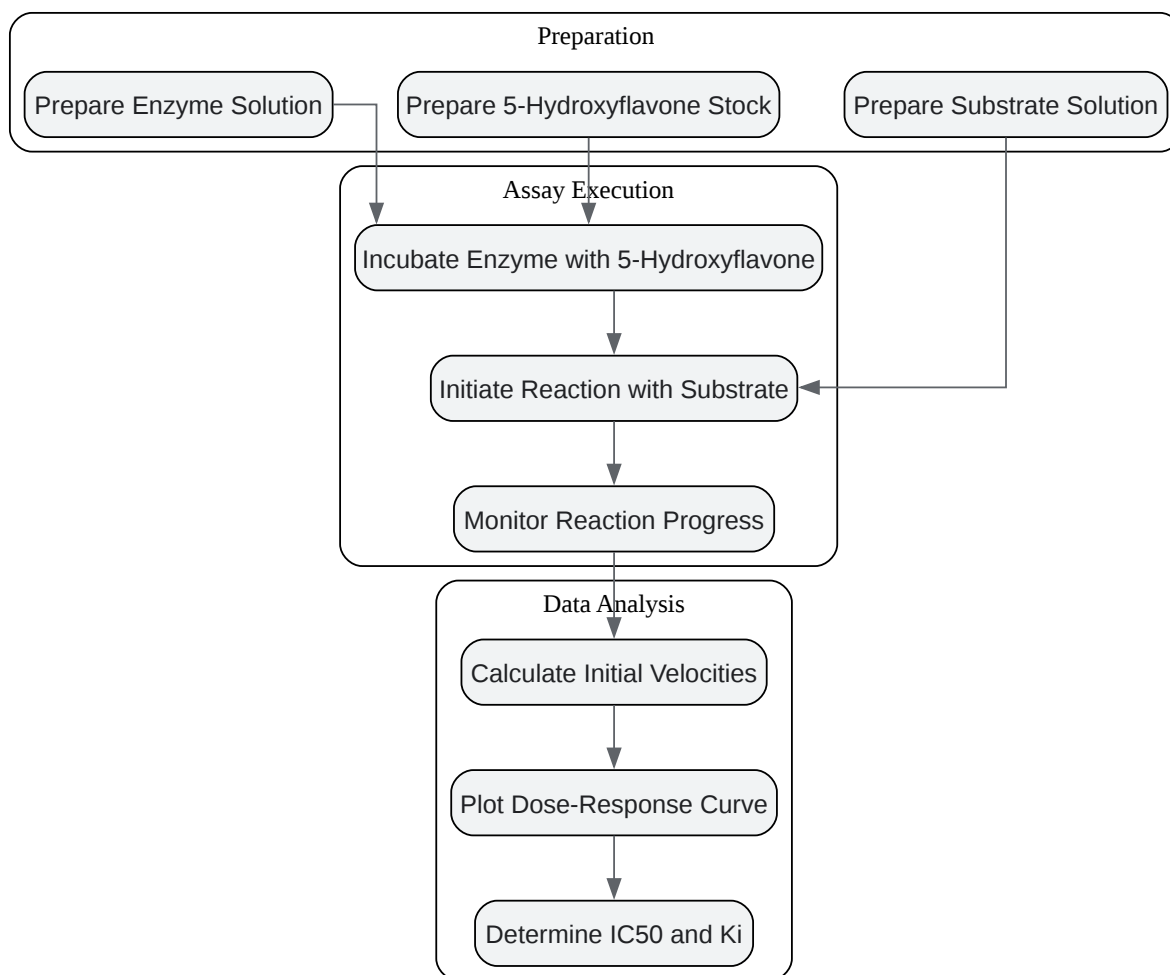 Preparation
Prepare Enzyme Solution
Prepare 5-Hydroxyflavone Stock
Prepare Substrate Solution
Assay Execution
Incubate Enzyme with 5-Hydroxyflavone
Initiate Reaction with Substrate
Monitor Reaction Progress
Data Analysis
Calculate Initial Velocities
Plot Dose-Response Curve
Determine IC50 and Ki